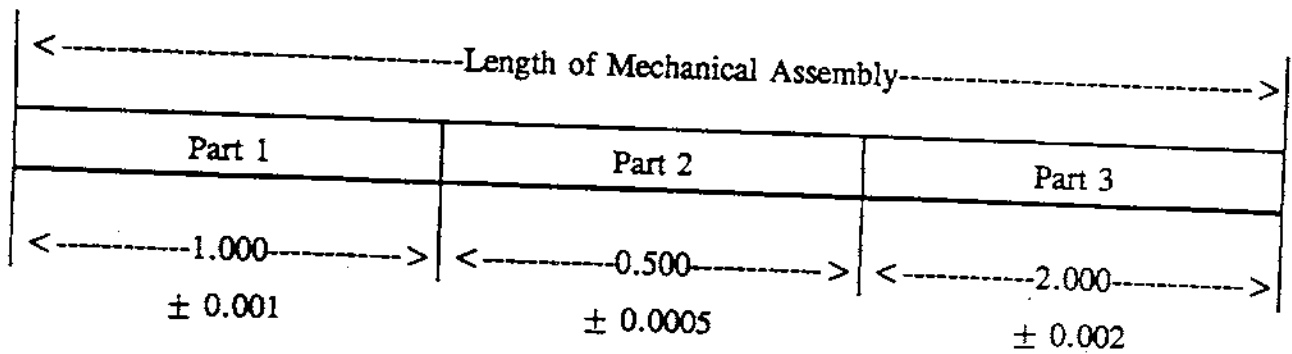 <-------------------------Length of Mechanical Assembly------------------------>
Part 1 Part 2 Part 3
<----------1.000------------> <----------0.500-----------> <----------2.000----------->
± 0.001 ± 0.0005 ± 0.002